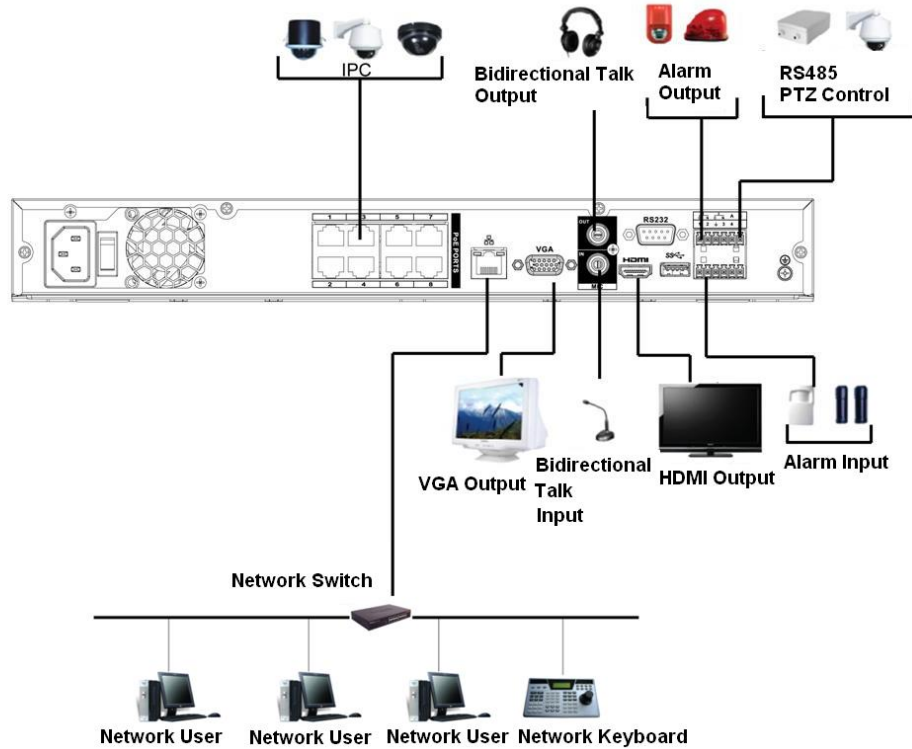 IPC
Bidirectional Talk
Output
Alarm
Output
RS485
PTZ Control
1 3 5 7
2 4 6 8
PoE PORTS
VGA
OUT
IN
MIC
RS232
HDMI
SS
A
VGA Output
Bidirectional
Talk
Input
HDMI Output
Alarm Input
Network Switch
Network User
Network User
Network User
Network Keyboard